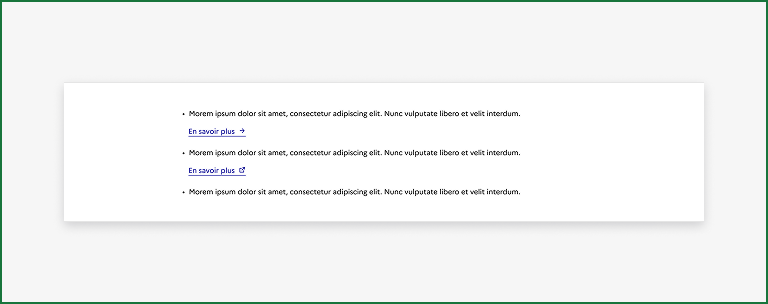 • Morem ipsum dolor sit amet, consectetur adipiscing elit. Nunc vulputate libero et velit interdum.
En savoir plus →
• Morem ipsum dolor sit amet, consectetur adipiscing elit. Nunc vulputate libero et velit interdum.
En savoir plus
• Morem ipsum dolor sit amet, consectetur adipiscing elit. Nunc vulputate libero et velit interdum.